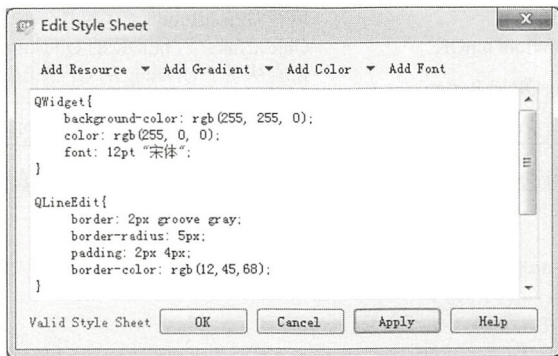 Edit Style Sheet
Add Resource Add Gradient Add Color Add Font
QWidget{
    background-color: rgb(255, 255, 0);
    color: rgb(255, 0, 0);
    font: 12pt "宋体";
}

QLineEdit{
    border: 2px groove gray;
    border-radius: 5px;
    padding: 2px 4px;
    border-color: rgb(12,45,68);
}
Valid Style Sheet OK Cancel Apply Help